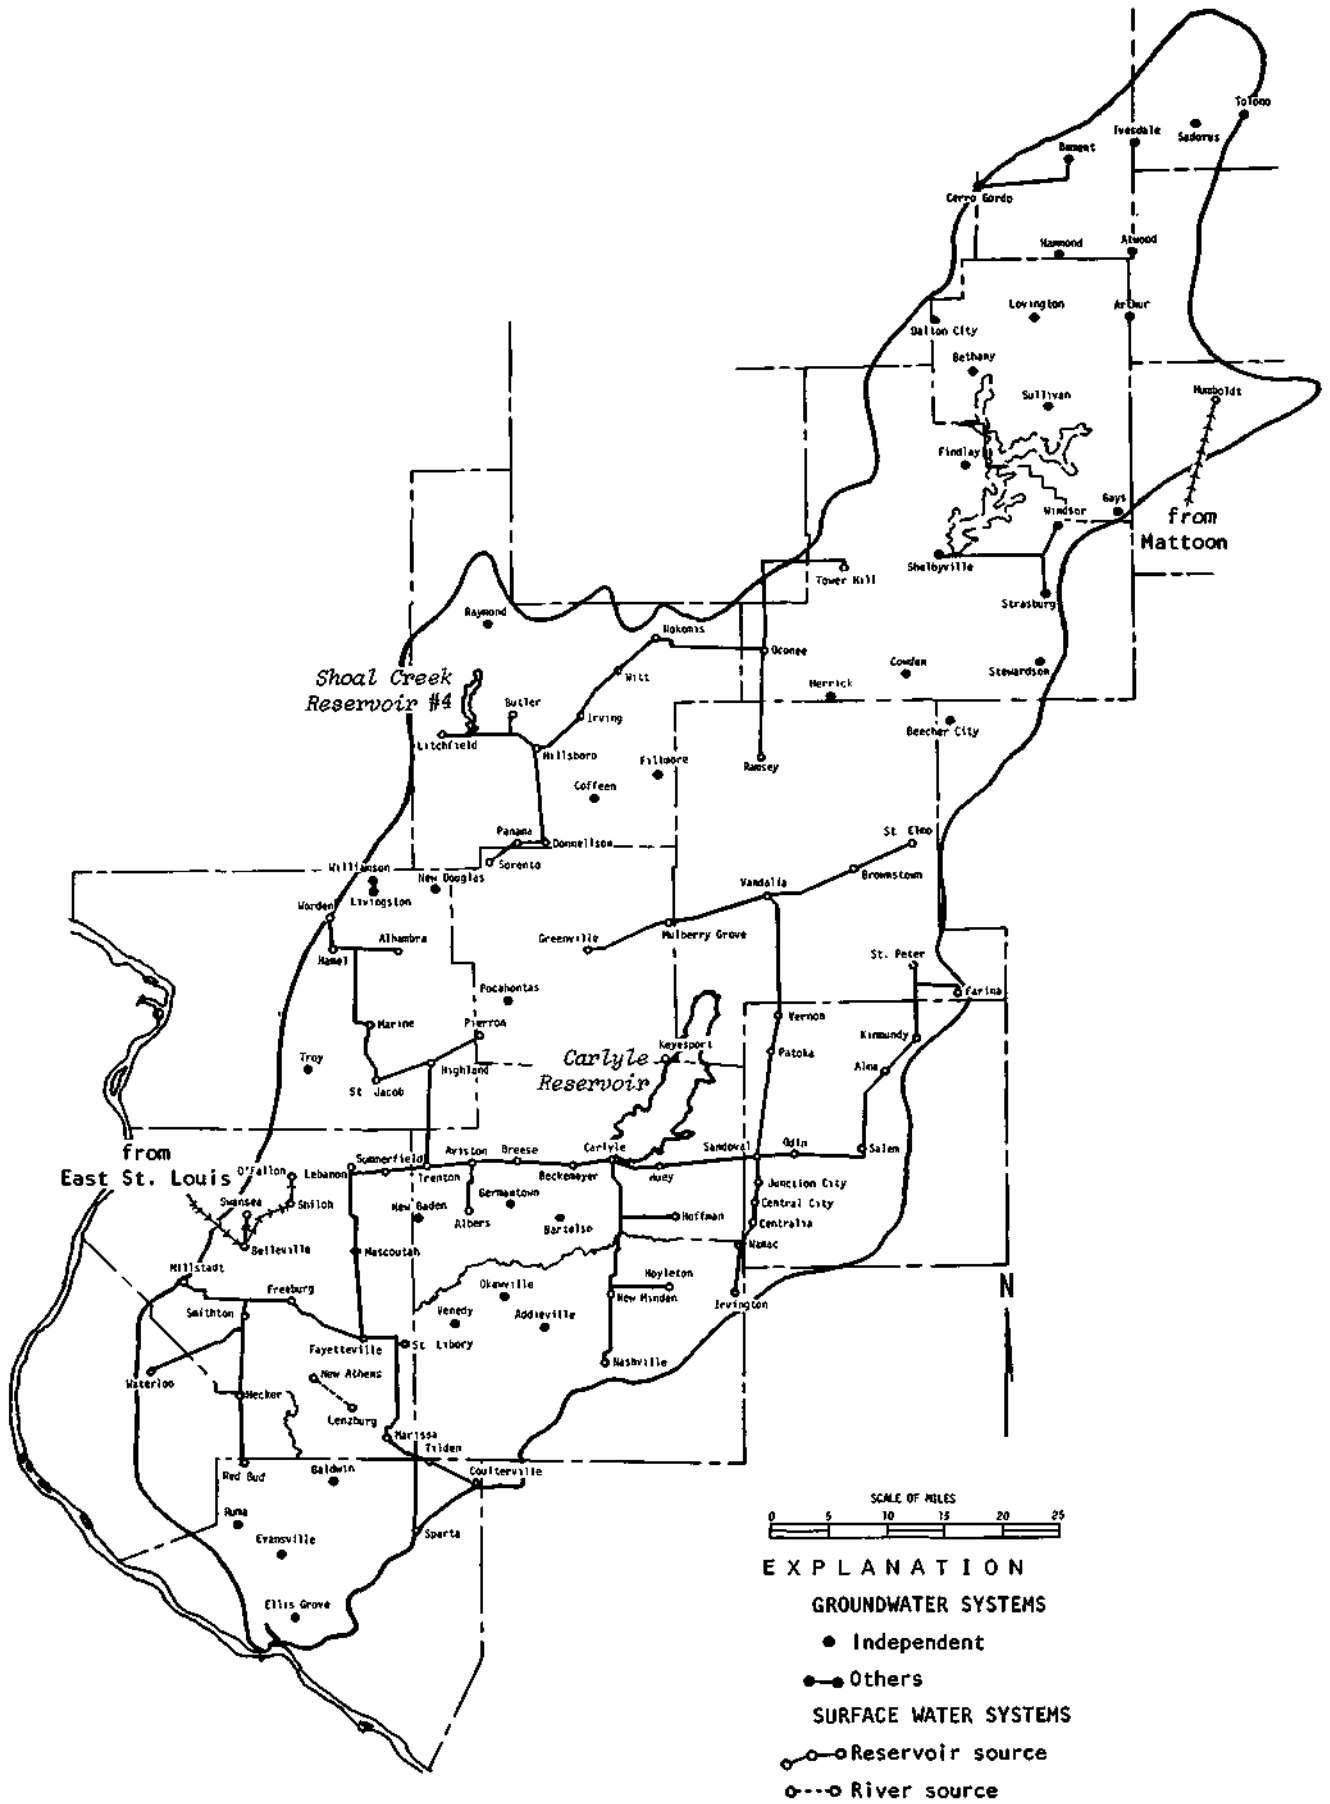 Tolono
Ivesdale
Sadorus
Bement
Cerro Gordo
Hammond
Atwood
Lovington
Arthur
Dalton City
Bethany
Sullivan
Humboldt
Findlay
Gays
Windsor
from
Mattoon
Shelbyville
Tower Hill
Strasburg
Raymond
Nokomis
Oconee
Cowden
Stewardson
Shoal Creek
Reservoir #4
Witt
Herrick
Butler
Irving
Beecher City
Litchfield
Hillsboro
Fillmore
Ramsey
Coffeen
Panama
Donnellson
St Elmo
Sorento
Williamson
New Douglas
Vandalia
Brownstown
Livingston
Worden
Alhambra
Greenville
Mulberry Grove
Hamel
St. Peter
Pocahontas
Farina
Marine
Pierron
Vernon
Kinmundy
Keyesport
Carlyle
Reservoir
Patoka
Troy
Highland
Alma
St Jacob
from
East St. Louis
O'Fallon
Lebanon
Summerfield
Trenton
Aviston
Breese
Beckemeyer
Carlyle
Huey
Sandoval
Odin
Salem
Swansea
Shiloh
New Baden
Germantown
Albers
Bartelso
Hoffman
Junction City
Central City
Centralia
Belleville
Mascoutah
Wamac
Millstadt
Freeburg
Okawville
Hoyleton
New Minden
Irvington
N
Smithton
Venedy
Addieville
Fayetteville
St Libory
Nashville
Waterloo
New Athens
Hecker
Lenzburg
Marissa
Tilden
Red Bud
Baldwin
Coulterville
Ruma
Evansville
Sparta
Ellis Grove
SCALE OF MILES
0 5 10 15 20 25
EXPLANATION
GROUNDWATER SYSTEMS
Independent
Others
SURFACE WATER SYSTEMS
Reservoir source
River source